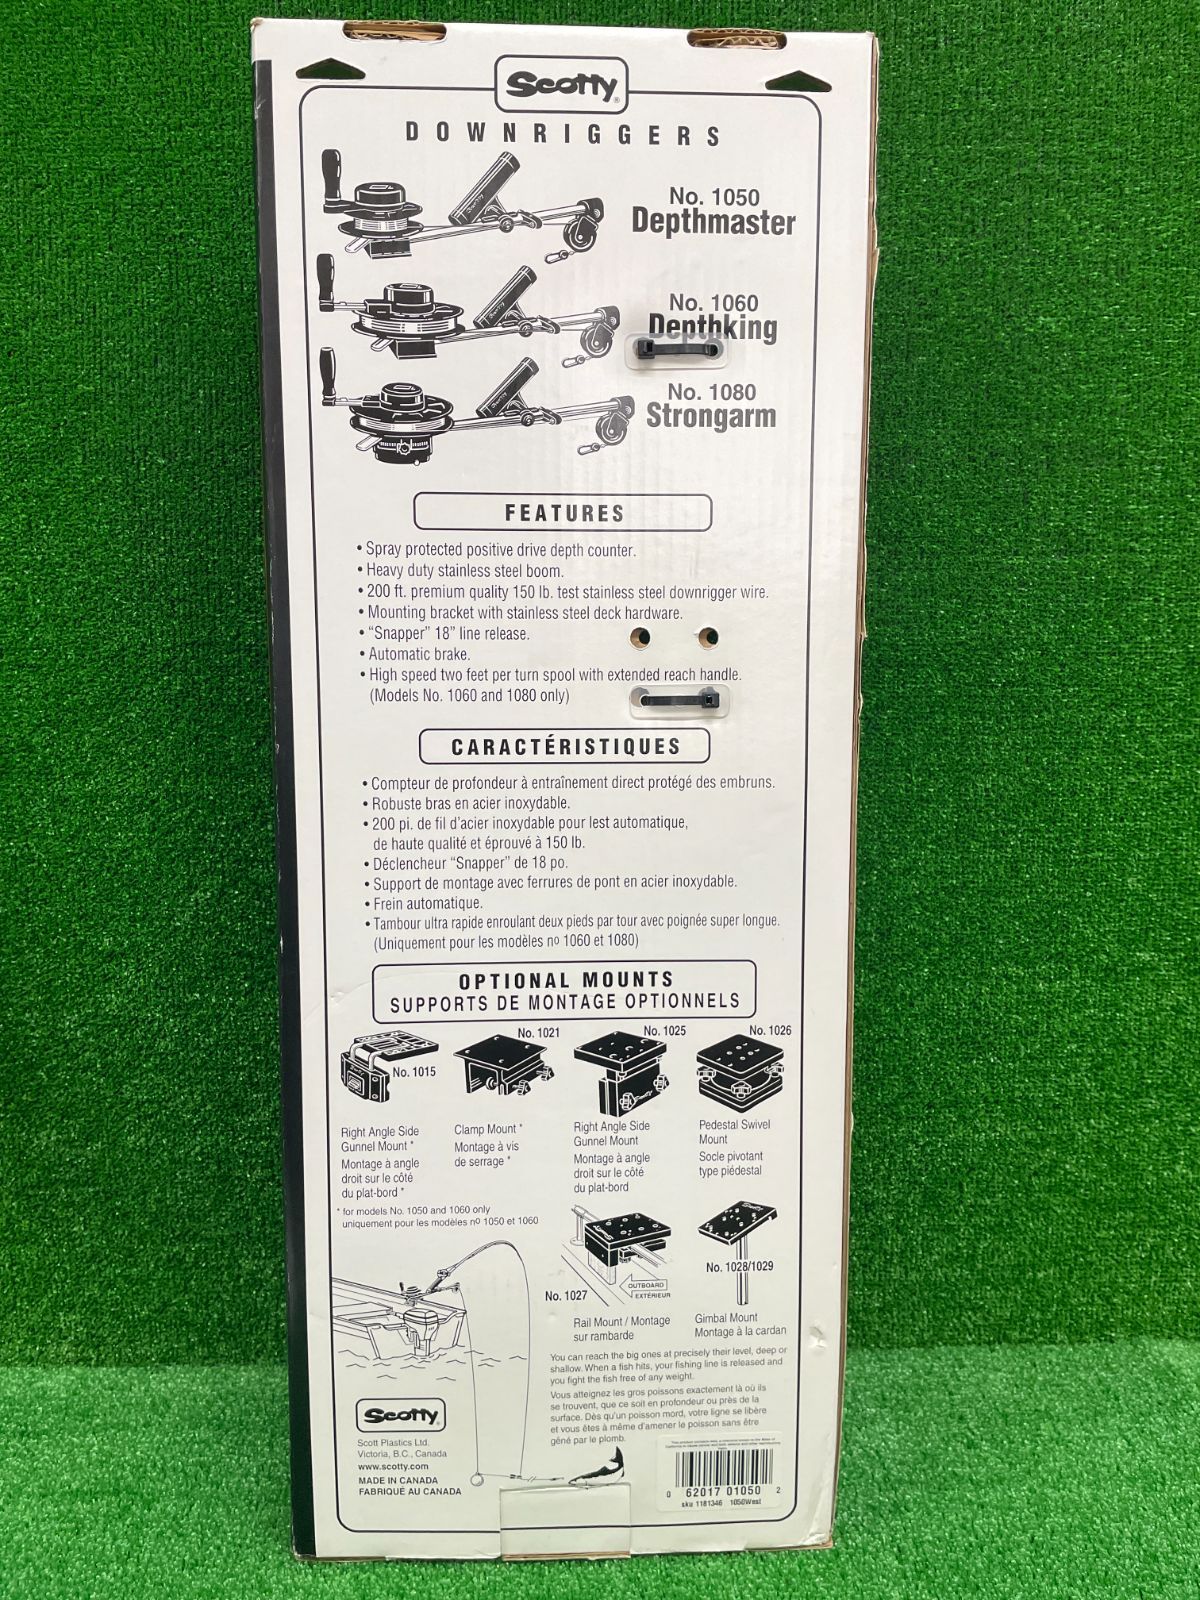 Scotty
DOWNRIGGERS
No. 1050
Depthmaster
No. 1060
Depthking
No. 1080
Strongarm
FEATURES
• Spray protected positive drive depth counter.
• Heavy duty stainless steel boom.
• 200 ft. premium quality 150 lb. test stainless steel downrigger wire.
• Mounting bracket with stainless steel deck hardware.
• “Snapper” 18” line release.
• Automatic brake.
• High speed two feet per turn spool with extended reach handle.
(Models No. 1060 and 1080 only)
CARACTÉRISTIQUES
• Compteur de profondeur à entraînement direct protégé des embruns.
• Robuste bras en acier inoxydable.
• 200 pi. de fil d’acier inoxydable pour lest automatique,
de haute qualité et éprouvé à 150 lb.
• Déclencheur “Snapper” de 18 po.
• Support de montage avec ferrures de pont en acier inoxydable.
• Frein automatique.
• Tambour ultra rapide enroulant deux pieds par tour avec poignée super longue.
(Uniquement pour les modèles nº 1060 et 1080)
OPTIONAL MOUNTS
SUPPORTS DE MONTAGE OPTIONNELS
No. 1015
Right Angle Side
Gunnel Mount *
Montage à angle
droit sur le côté
du plat-bord *
No. 1021
Clamp Mount *
Montage à vis
de serrage *
No. 1025
Right Angle Side
Gunnel Mount
Montage à angle
droit sur le côté
du plat-bord
No. 1026
Pedestal Swivel
Mount
Socle pivotant
type piédestal
* for models No. 1050 and 1060 only
uniquement pour les modèles nº 1050 et 1060
No. 1027
OUTBOARD
EXTÉRIEUR
Rail Mount / Montage
sur rambarde
No. 1028/1029
Gimbal Mount
Montage à la cardan
You can reach the big ones at precisely their level, deep or
shallow. When a fish hits, your fishing line is released and
you fight the fish free of any weight.
Vous atteignez les gros poissons exactement là où ils
se trouvent, que ce soit en profondeur ou près de la
surface. Dès qu’un poisson mord, votre ligne se libère
et vous êtes à même d’amener le poisson sans être
gêné par le plomb.
Scotty
Scott Plastics Ltd.
Victoria, B.C., Canada
www.scotty.com
MADE IN CANADA
FABRIQUÉ AU CANADA
0 62017 01050 2
sku 1181346 1050West